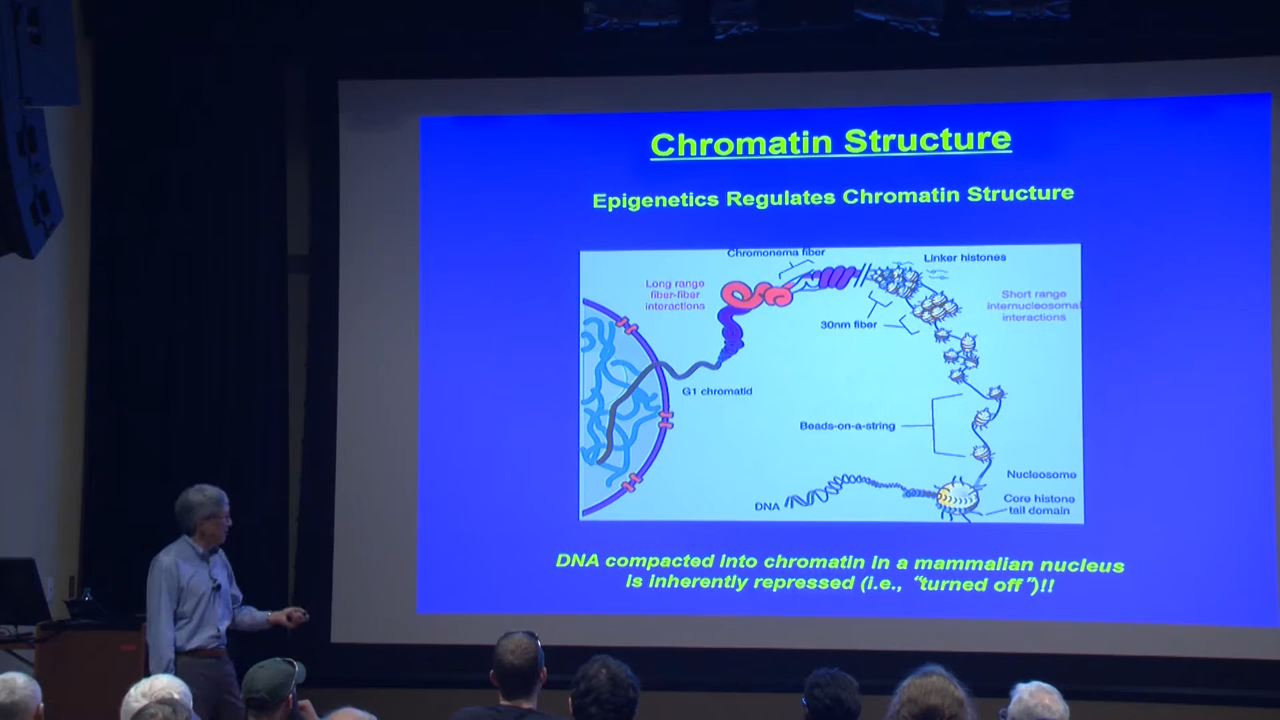 Chromatin Structure
Epigenetics Regulates Chromatin Structure
Chromonema fiber
Linker histones
Long range
fiber-fiber
interactions
Short range
internucleosomal
interactions
30nm fiber
G1 chromatid
Beads-on-a-string
Nucleosome
DNA
Core histone
tail domain
DNA compacted into chromatin in a mammalian nucleus
is inherently repressed (i.e., “turned off”)!!